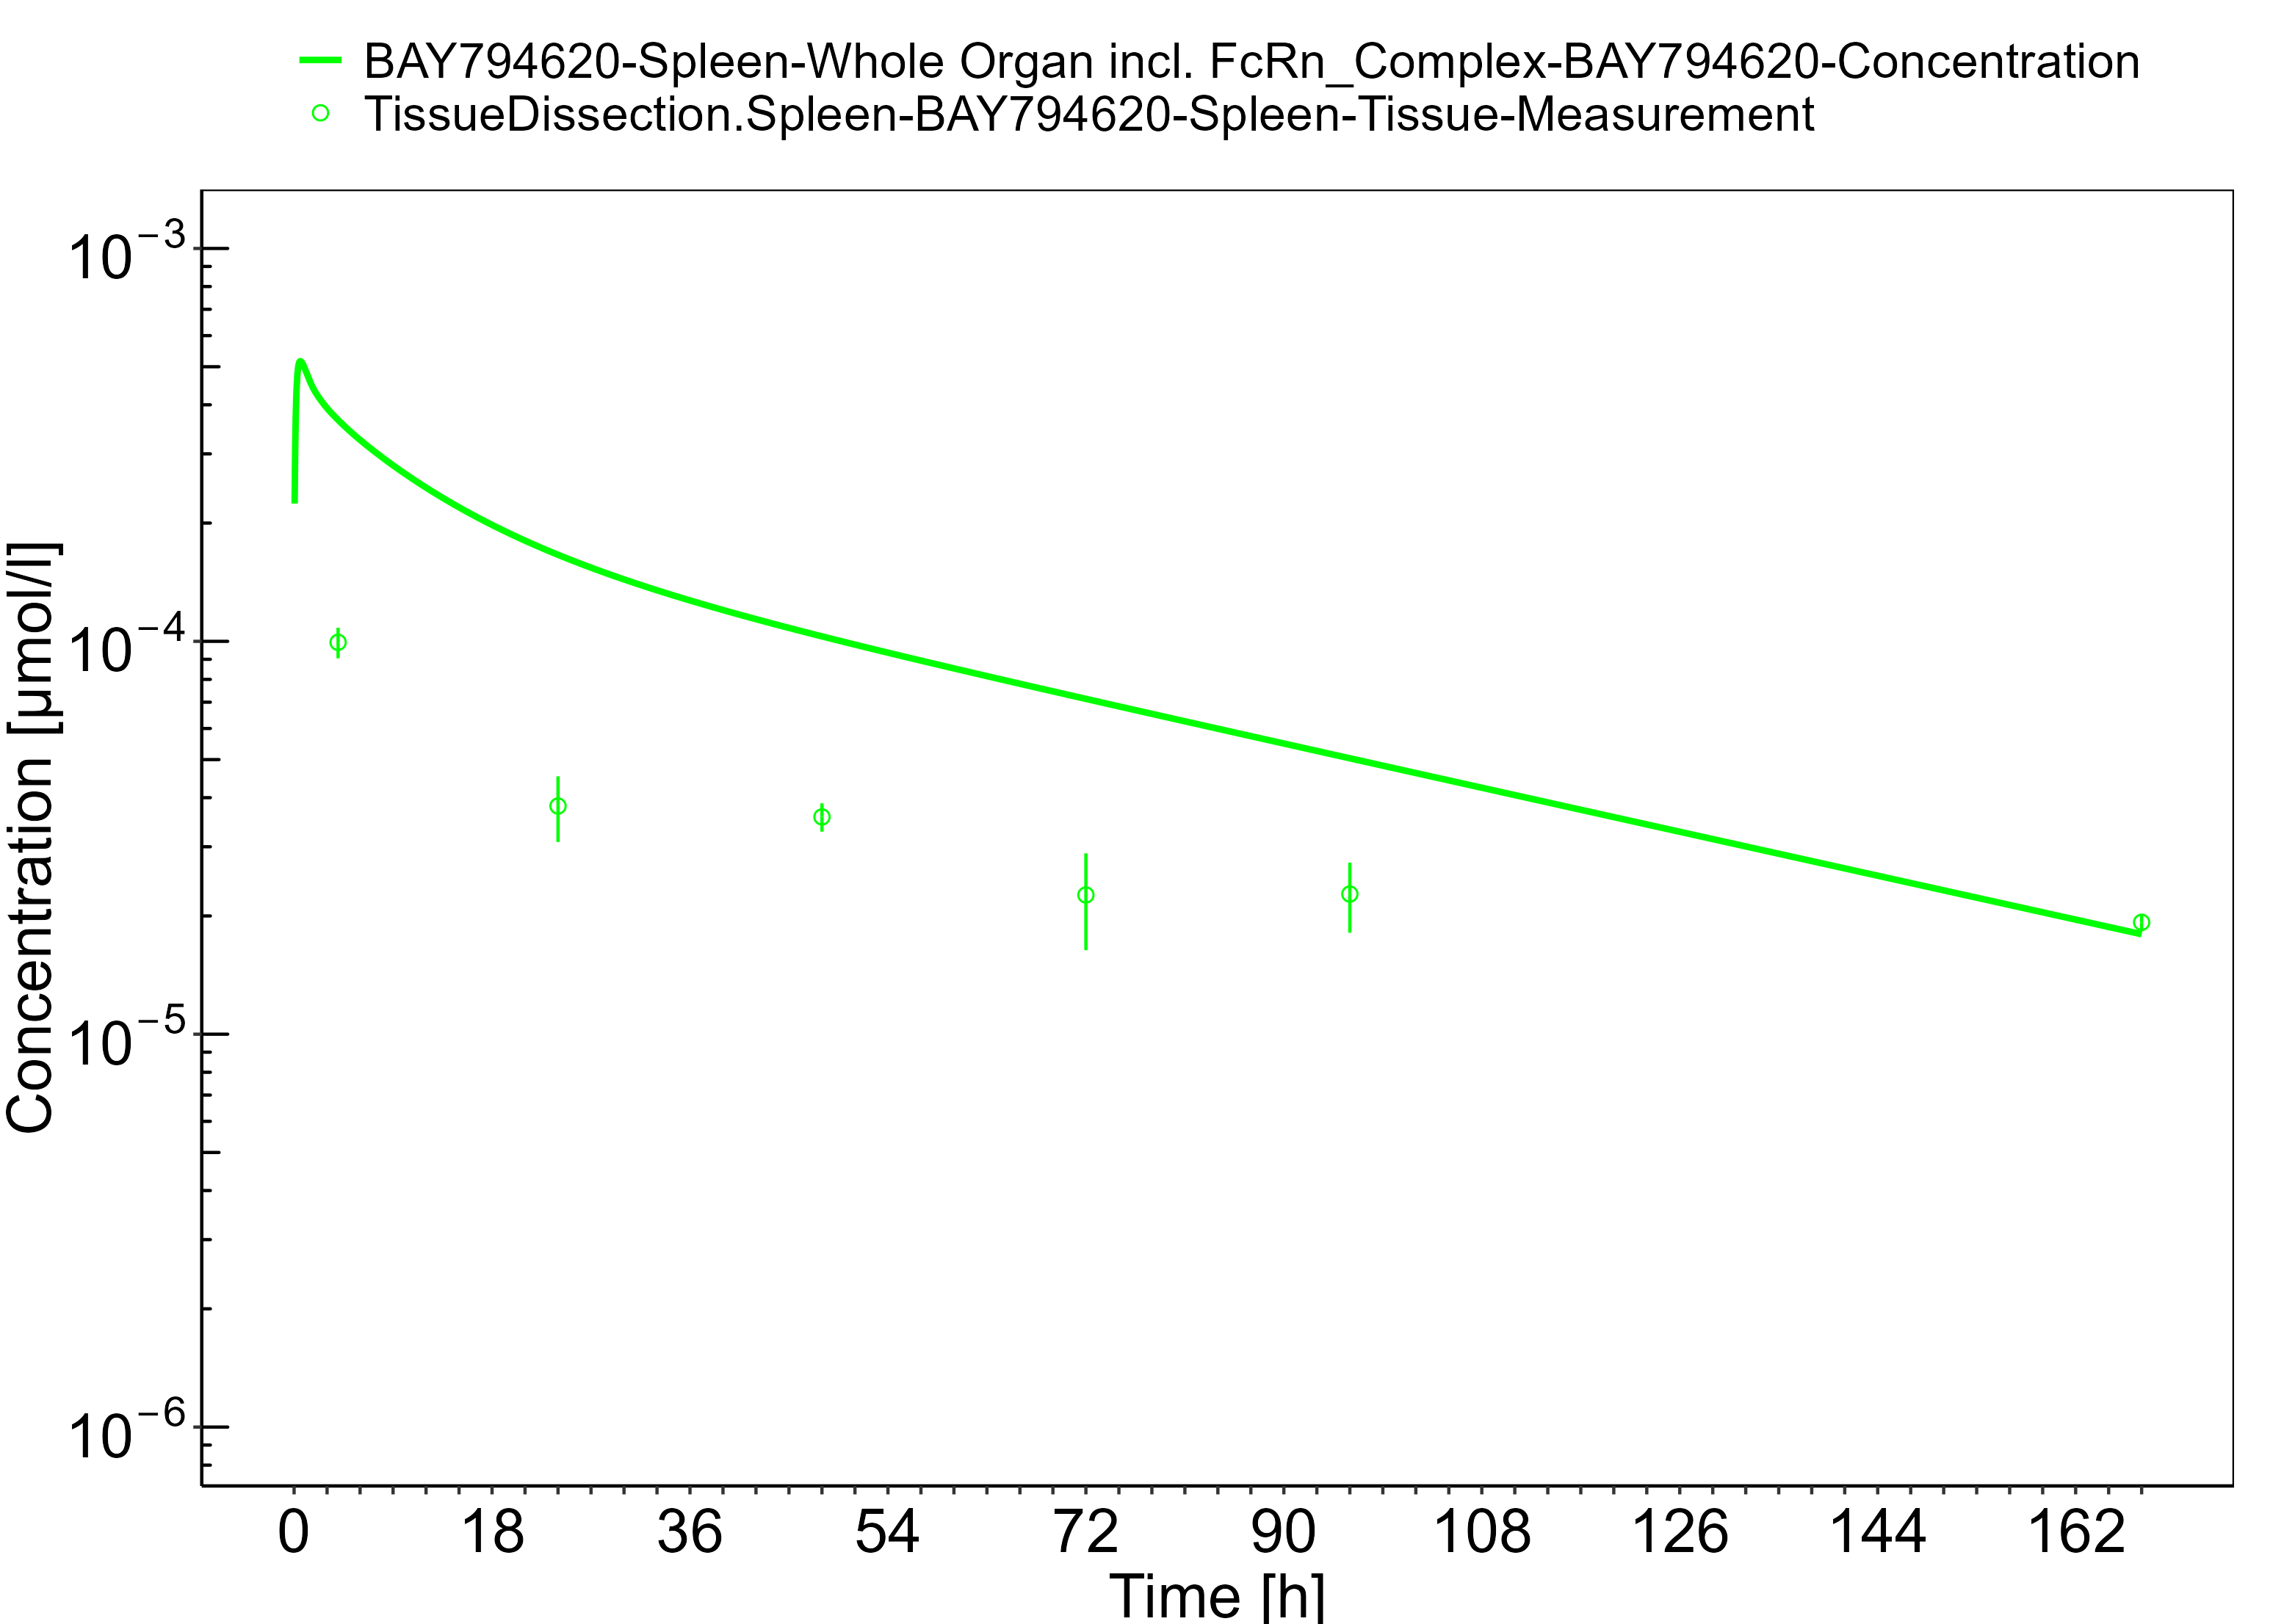 BAY794620-Spleen-Whole Organ incl. FcRn_Complex-BAY794620-Concentration
TissueDissection.Spleen-BAY794620-Spleen-Tissue-Measurement
10⁻³
10⁻⁴
10⁻⁵
10⁻⁶
Concentration [µmol/l]
0 18 36 54 72 90 108 126 144 162
Time [h]